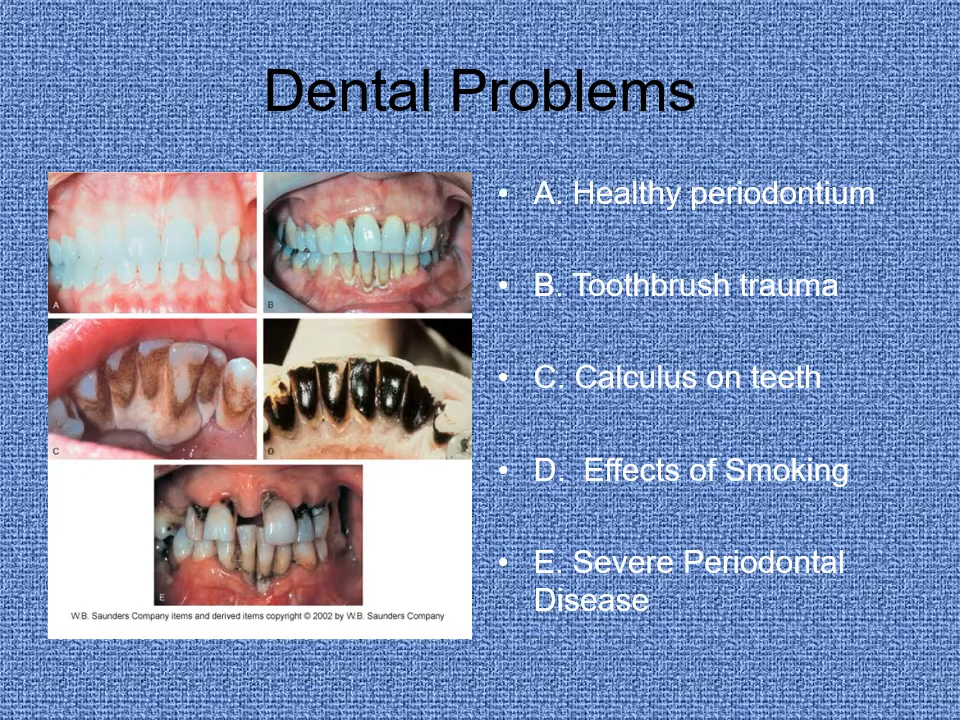 Dental Problems
A
B
C
D
E
W.B. Saunders Company items and derived items copyright © 2002 by W.B. Saunders Company
• A. Healthy periodontium
• B. Toothbrush trauma
• C. Calculus on teeth
• D. Effects of Smoking
• E. Severe Periodontal
Disease